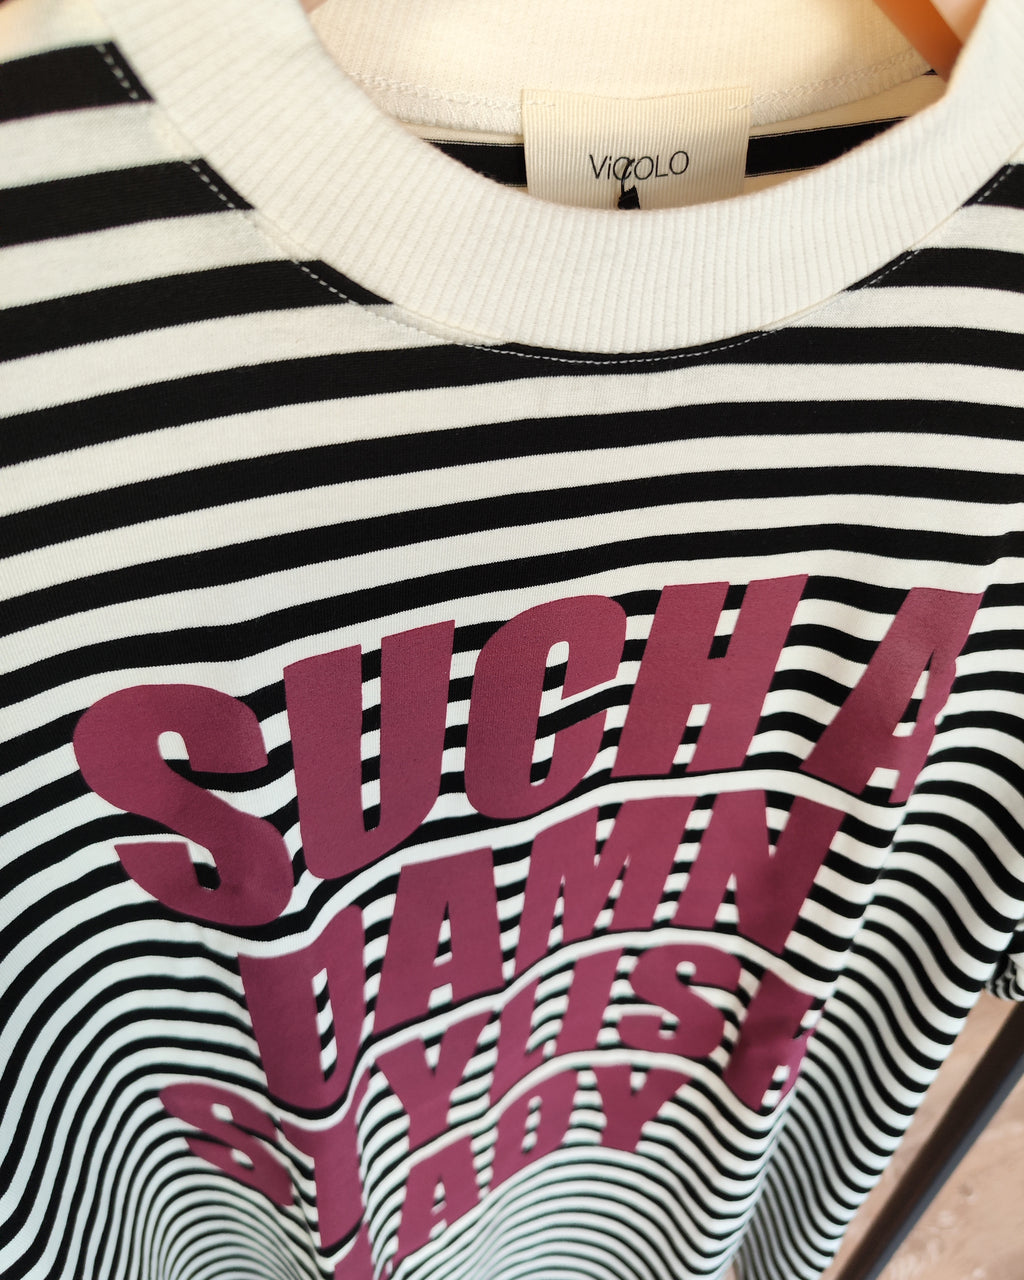 ViCOLO
SUCH A
DAMN
STYLISH
LADY